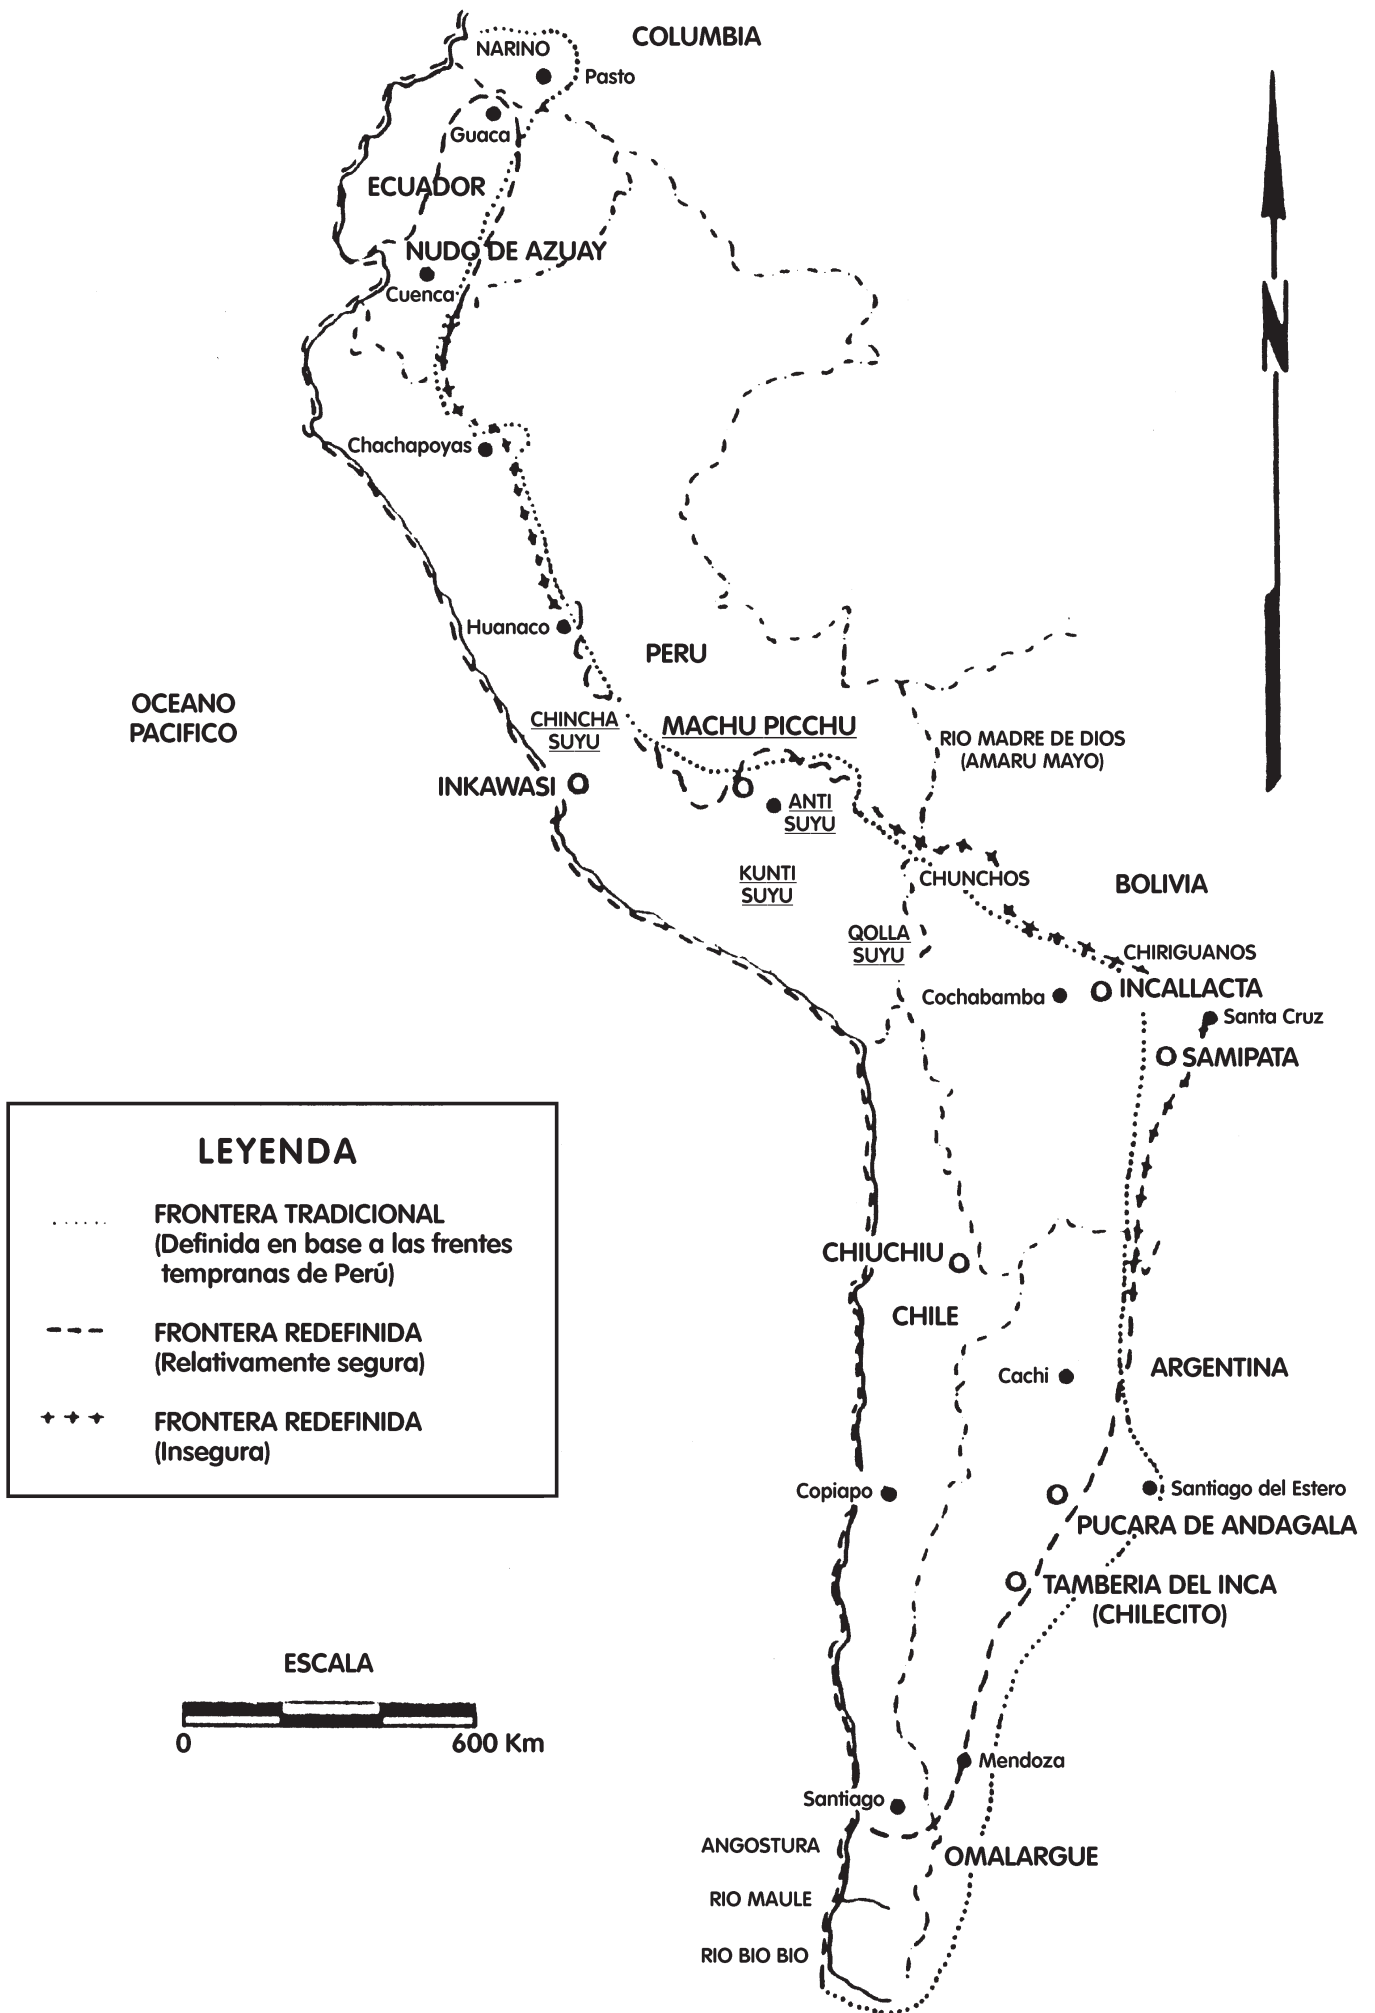 COLUMBIA
NARINO
Pasto
Guaca
ECUADOR
NUDO DE AZUAY
Cuenca
Chachapoyas
N
Huanaco
PERU
OCEANO
PACIFICO
CHINCHA
SUYU
MACHU PICCHU
RIO MADRE DE DIOS
(AMARU MAYO)
INKAWASI
ANTI
SUYU
KUNTI
SUYU
CHUNCHOS
BOLIVIA
QOLLA
SUYU
CHIRIGUANOS
Cochabamba
INCALLACTA
Santa Cruz
SAMIPATA
LEYENDA
FRONTERA TRADICIONAL
(Definida en base a las frentes
tempranas de Perú)
FRONTERA REDEFINIDA
(Relativamente segura)
FRONTERA REDEFINIDA
(Insegura)
CHIUCHIU
CHILE
Cachi
ARGENTINA
Copiapo
Santiago del Estero
PUCARA DE ANDAGALA
TAMBERIA DEL INCA
(CHILECITO)
ESCALA
0
600 Km
Mendoza
Santiago
ANGOSTURA
OMALARGUE
RIO MAULE
RIO BIO BIO